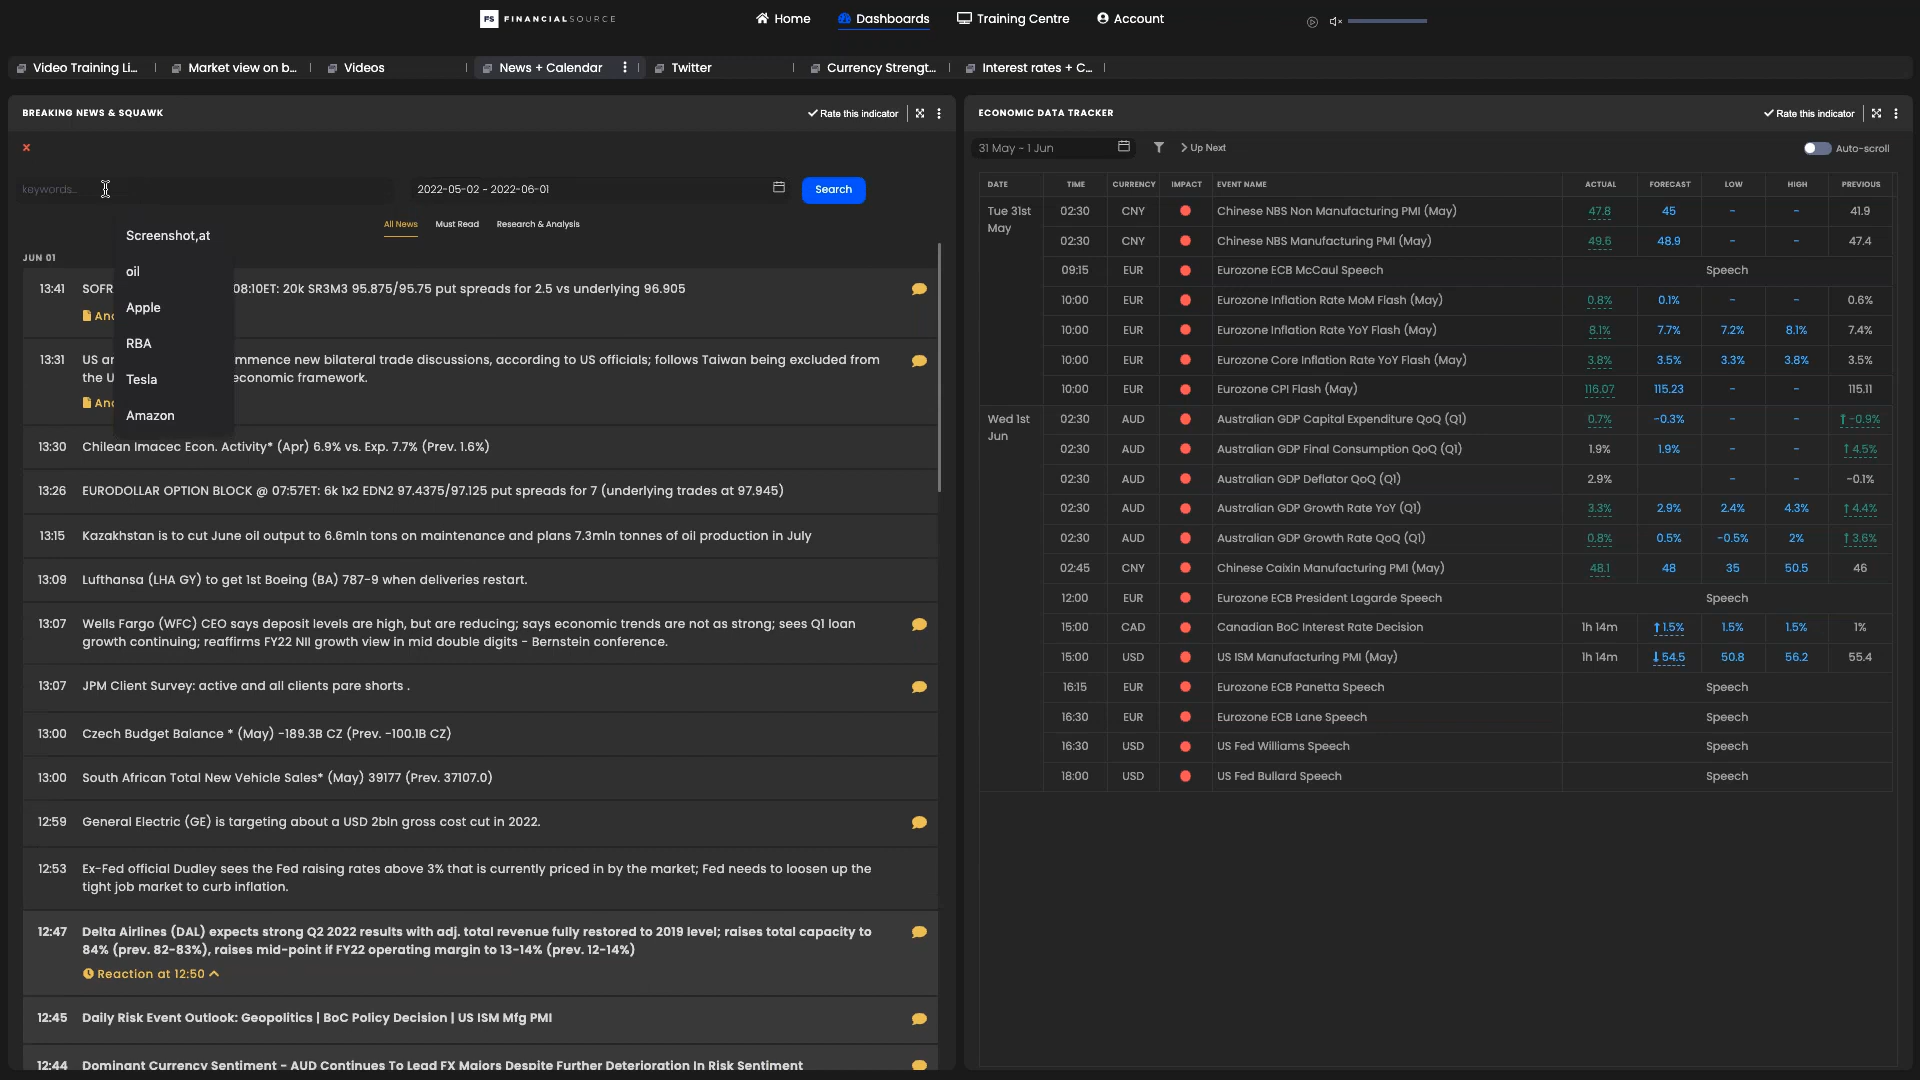 FS FINANCIALSOURCE
Home
Dashboards
Training Centre
Account
Video Training Li...
Market view on b...
Videos
News + Calendar
Twitter
Currency Strengt...
Interest rates + C...
BREAKING NEWS & SQUAWK
Rate this indicator
keywords...
2022-05-02 - 2022-06-01
Search
All News
Must Read
Research & Analysis
Screenshot,at
oil
Apple
RBA
Tesla
Amazon
JUN 01
13:41 SOFR 08:10ET: 20k SR3M3 95.875/95.75 put spreads for 2.5 vs underlying 96.905
13:31 US mmence new bilateral trade discussions, according to US officials; follows Taiwan being excluded from
the economic framework.
13:30 Chilean Imacec Econ. Activity* (Apr) 6.9% vs. Exp. 7.7% (Prev. 1.6%)
13:26 EURODOLLAR OPTION BLOCK @ 07:57ET: 6k 1x2 EDN2 97.4375/97.125 put spreads for 7 (underlying trades at 97.945)
13:15 Kazakhstan is to cut June oil output to 6.6mln tons on maintenance and plans 7.3mln tonnes of oil production in July
13:09 Lufthansa (LHA GY) to get 1st Boeing (BA) 787-9 when deliveries restart.
13:07 Wells Fargo (WFC) CEO says deposit levels are high, but are reducing; says economic trends are not as strong; sees Q1 loan
growth continuing; reaffirms FY22 NII growth view in mid double digits - Bernstein conference.
13:07 JPM Client Survey: active and all clients pare shorts .
13:00 Czech Budget Balance * (May) -189.3B CZ (Prev. -100.1B CZ)
13:00 South African Total New Vehicle Sales* (May) 39177 (Prev. 37107.0)
12:59 General Electric (GE) is targeting about a USD 2bln gross cost cut in 2022.
12:53 Ex-Fed official Dudley sees the Fed raising rates above 3% that is currently priced in by the market; Fed needs to loosen up the
tight job market to curb inflation.
12:47 Delta Airlines (DAL) expects strong Q2 2022 results with adj. total revenue fully restored to 2019 level; raises total capacity to
84% (prev. 82-83%), raises mid-point if FY22 operating margin to 13-14% (prev. 12-14%)
Reaction at 12:50
12:45 Daily Risk Event Outlook: Geopolitics | BoC Policy Decision | US ISM Mfg PMI
12:44 Dominant Currency Sentiment - AUD Continues To Lead FX Majors Despite Further Deterioration In Risk Sentiment
ECONOMIC DATA TRACKER
Rate this indicator
31 May - 1 Jun
Up Next
Auto-scroll
DATE TIME CURRENCY IMPACT EVENT NAME ACTUAL FORECAST LOW HIGH PREVIOUS
Tue 31st May
02:30 CNY Chinese NBS Non Manufacturing PMI (May) 47.8 45 - - 41.9
02:30 CNY Chinese NBS Manufacturing PMI (May) 49.6 48.9 - - 47.4
09:15 EUR Eurozone ECB McCaul Speech Speech
10:00 EUR Eurozone Inflation Rate MoM Flash (May) 0.8% 0.1% - - 0.6%
10:00 EUR Eurozone Inflation Rate YoY Flash (May) 8.1% 7.7% 7.2% 8.1% 7.4%
10:00 EUR Eurozone Core Inflation Rate YoY Flash (May) 3.8% 3.5% 3.3% 3.8% 3.5%
10:00 EUR Eurozone CPI Flash (May) 116.07 115.23 - - 115.11
Wed 1st Jun
02:30 AUD Australian GDP Capital Expenditure QoQ (Q1) 0.7% -0.3% - - -0.9%
02:30 AUD Australian GDP Final Consumption QoQ (Q1) 1.9% 1.9% - - 4.5%
02:30 AUD Australian GDP Deflator QoQ (Q1) 2.9% - - -0.1%
02:30 AUD Australian GDP Growth Rate YoY (Q1) 3.3% 2.9% 2.4% 4.3% 4.4%
02:30 AUD Australian GDP Growth Rate QoQ (Q1) 0.8% 0.5% -0.5% 2% 3.6%
02:45 CNY Chinese Caixin Manufacturing PMI (May) 48.1 48 35 50.5 46
12:00 EUR Eurozone ECB President Lagarde Speech Speech
15:00 CAD Canadian BoC Interest Rate Decision 1h 14m 1.5% 1.5% 1.5% 1%
15:00 USD US ISM Manufacturing PMI (May) 1h 14m 54.5 50.8 56.2 55.4
16:15 EUR Eurozone ECB Panetta Speech Speech
16:30 EUR Eurozone ECB Lane Speech Speech
16:30 USD US Fed Williams Speech Speech
18:00 USD US Fed Bullard Speech Speech